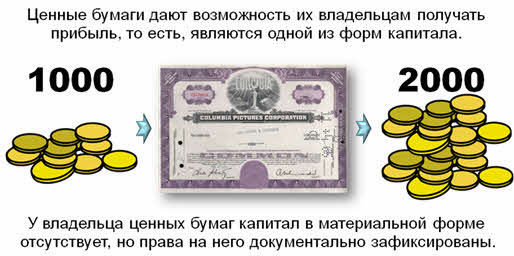 Ценные бумаги дают возможность их владельцам получать
прибыль, то есть, являются одной из форм капитала.
1000
2000
COLUMBIA PICTURES CORPORATION
COMMON
У владельца ценных бумаг капитал в материальной форме
отсутствует, но права на него документально зафиксированы.